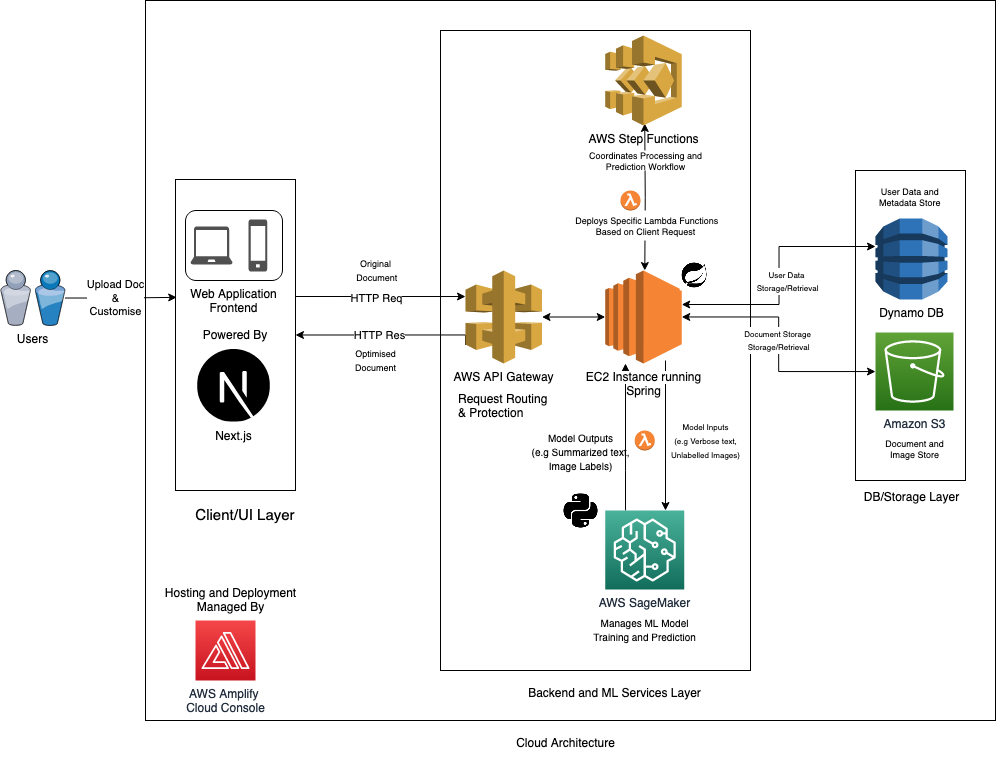 AWS Step Functions
Coordinates Processing and
Prediction Workflow
Deploys Specific Lambda Functions
Based on Client Request
User Data and
Metadata Store
Dynamo DB
Amazon S3
Document and
Image Store
DB/Storage Layer
User Data
Storage/Retrieval
Document Storage
Storage/Retrieval
Users
Upload Doc
&
Customise
Web Application
Frontend
Powered By
N
Next.js
Client/UI Layer
Original
Document
HTTP Req
HTTP Res
Optimised
Document
AWS API Gateway
Request Routing
& Protection
EC2 Instance running
Spring
Model Outputs
(e.g Summarized text,
Image Labels)
Model Inputs
(e.g Verbose text,
Unlabelled Images)
AWS SageMaker
Manages ML Model
Training and Prediction
Backend and ML Services Layer
Hosting and Deployment
Managed By
AWS Amplify
Cloud Console
Cloud Architecture